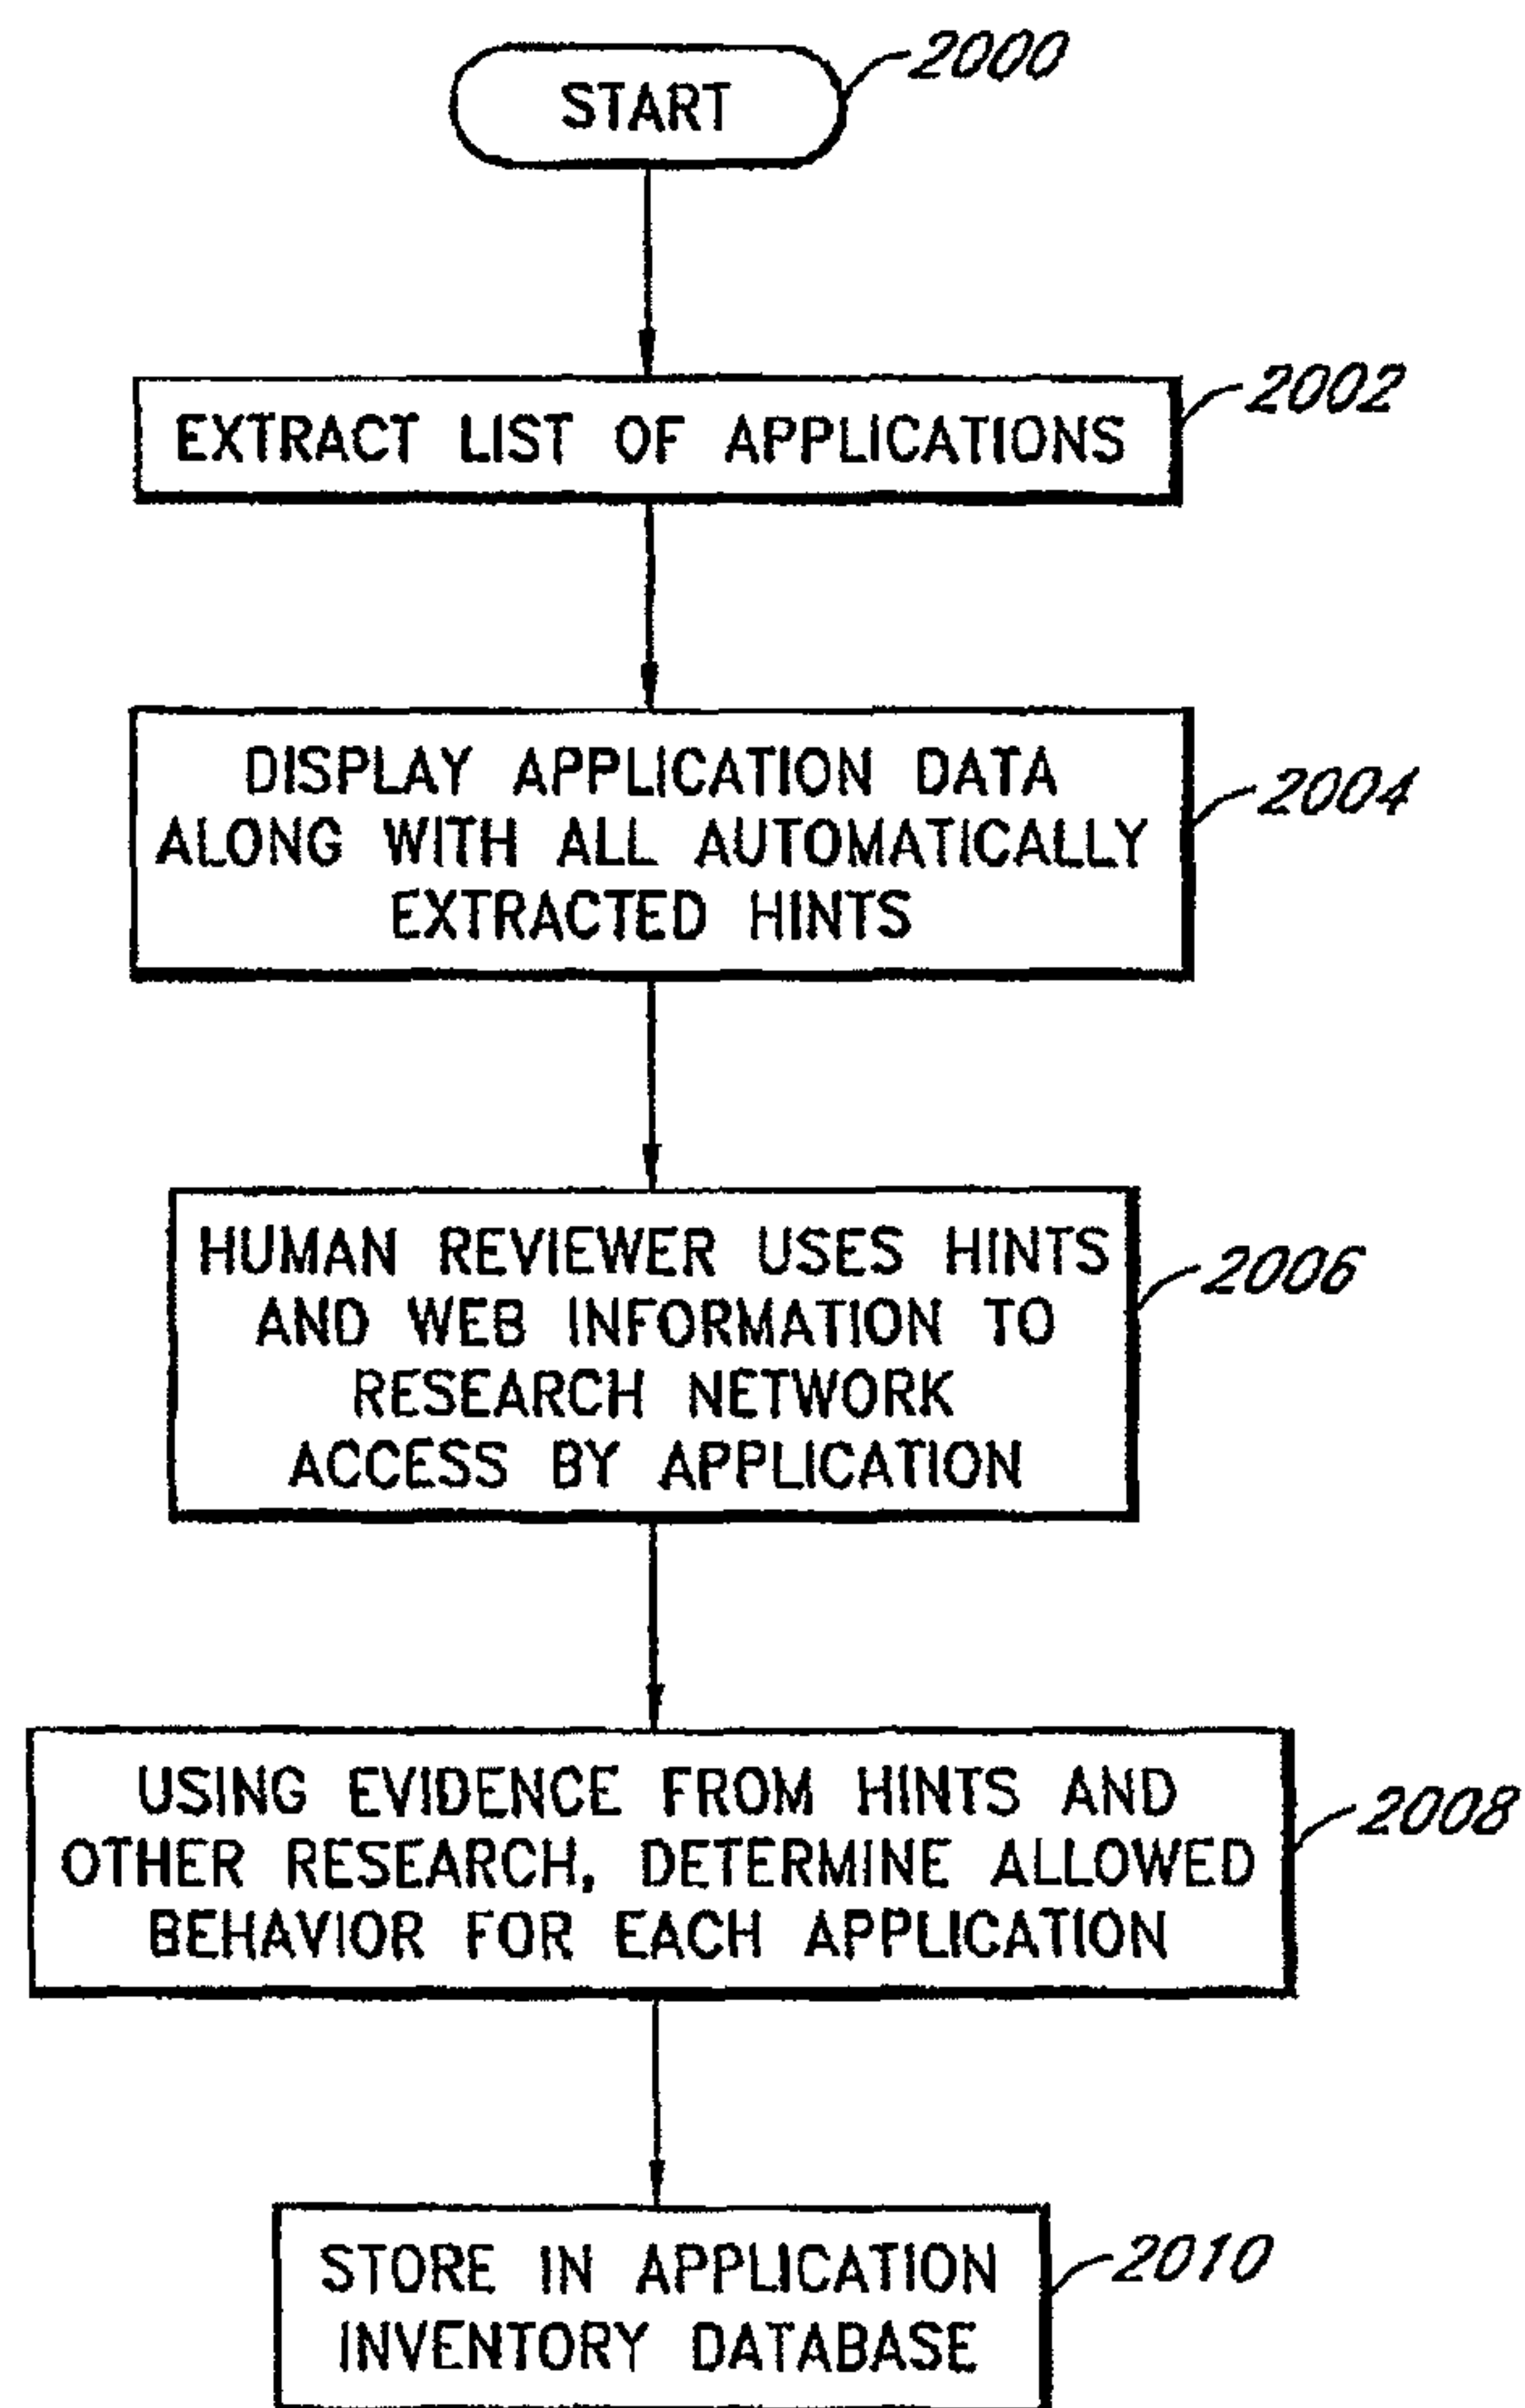 START
2000
EXTRACT LIST OF APPLICATIONS
2002
DISPLAY APPLICATION DATA
ALONG WITH ALL AUTOMATICALLY
EXTRACTED HINTS
2004
HUMAN REVIEWER USES HINTS
AND WEB INFORMATION TO
RESEARCH NETWORK
ACCESS BY APPLICATION
2006
USING EVIDENCE FROM HINTS AND
OTHER RESEARCH, DETERMINE ALLOWED
BEHAVIOR FOR EACH APPLICATION
2008
STORE IN APPLICATION
INVENTORY DATABASE
2010